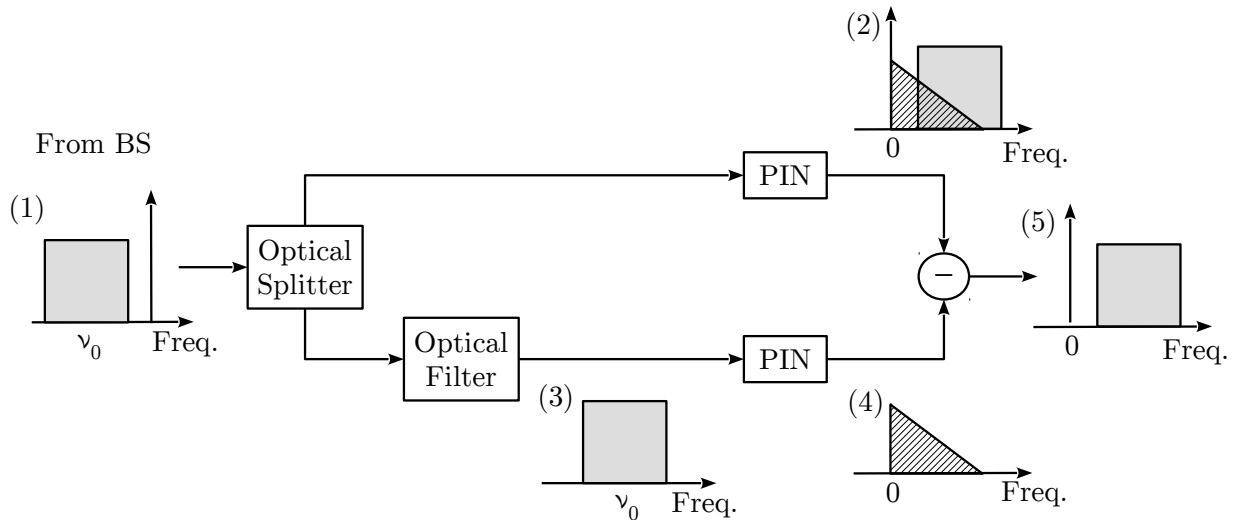 (2)
0
Freq.
From BS
PIN
(1)
Optical
Splitter
ν0
Freq.
−
(5)
0
Freq.
Optical
Filter
PIN
(3)
ν0
Freq.
(4)
0
Freq.